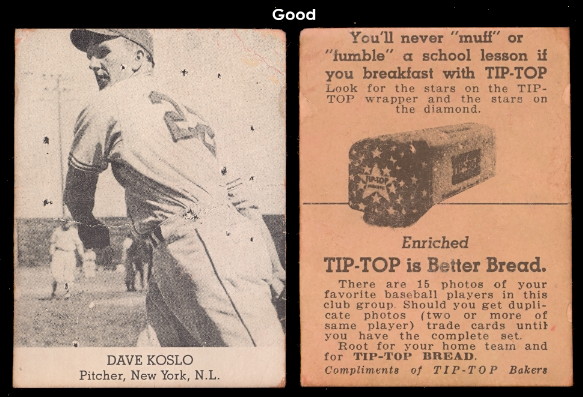 Good
DAVE KOSLO
Pitcher, New York, N.L.
You'll never "muff" or
"fumble" a school lesson if
you breakfast with TIP-TOP
Look for the stars on the TIP-
TOP wrapper and the stars on
the diamond.
TIP-TOP
Enriched
TIP-TOP is Better Bread.
There are 15 photos of your
favorite baseball players in this
club group. Should you get dupli-
cate photos (two or more of
same player) trade cards until
you have the complete set.
Root for your home team and
for TIP-TOP BREAD.
Compliments of TIP-TOP Bakers